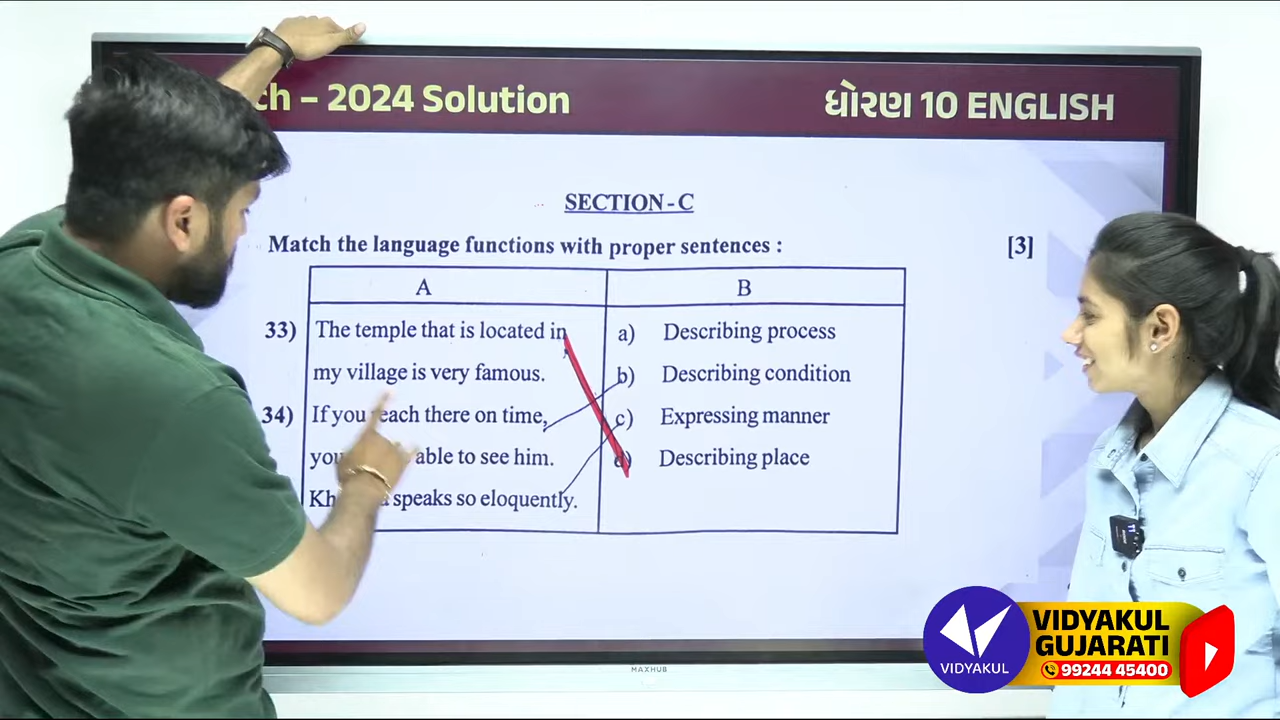 ch – 2024 Solution
ધોરણ 10 ENGLISH
SECTION-C
Match the language functions with proper sentences : [3]
A B
33) The temple that is located in a) Describing process
my village is very famous. b) Describing condition
34) If you reach there on time, c) Expressing manner
able to see him. d) Describing place
speaks so eloquently.
MAXHUB
VIDYAKUL
VIDYAKUL
GUJARATI
99244 45400